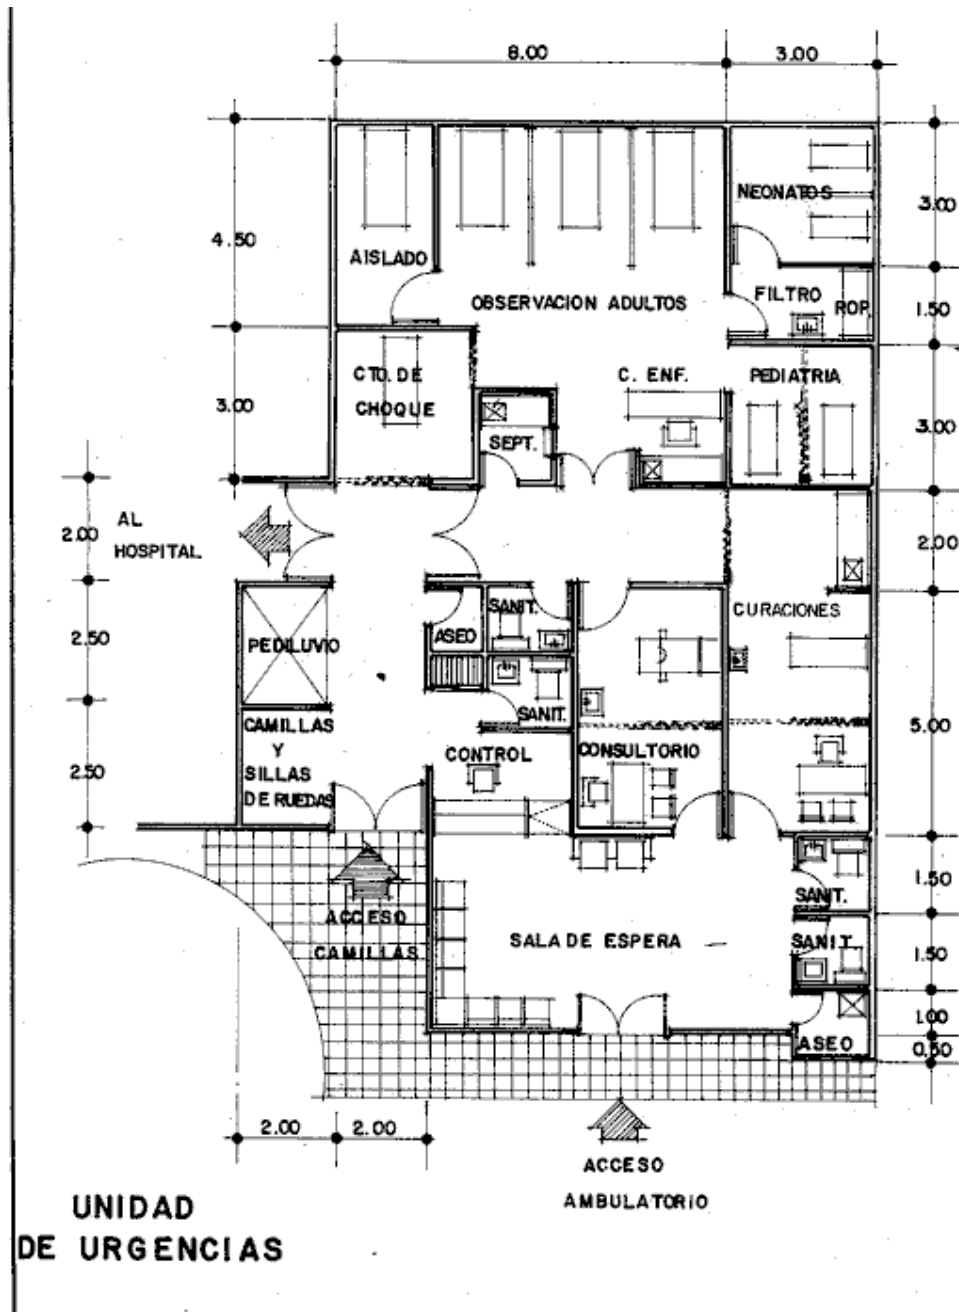 8.00
3.00
NEONATOS
3.00
4.50
AISLADO
FILTRO
ROP.
OBSERVACION ADULTOS
1.50
CTO. DE
CHOQUE
C. ENF.
PEDIATRIA
3.00
3.00
SEPT.
AL
HOSPITAL
2.00
2.00
SANIT.
ASEO
CURACIONES
PEDILUVIO
2.50
SANIT.
CAMILLAS
Y
SILLAS
DE RUEDAS
CONTROL
CONSULTORIO
5.00
2.50
SANIT.
1.50
ACCESO
CAMILLAS
SALA DE ESPERA
SANIT.
1.50
1.00
ASEO
0.50
2.00
2.00
ACCESO
AMBULATORIO
UNIDAD
DE URGENCIAS